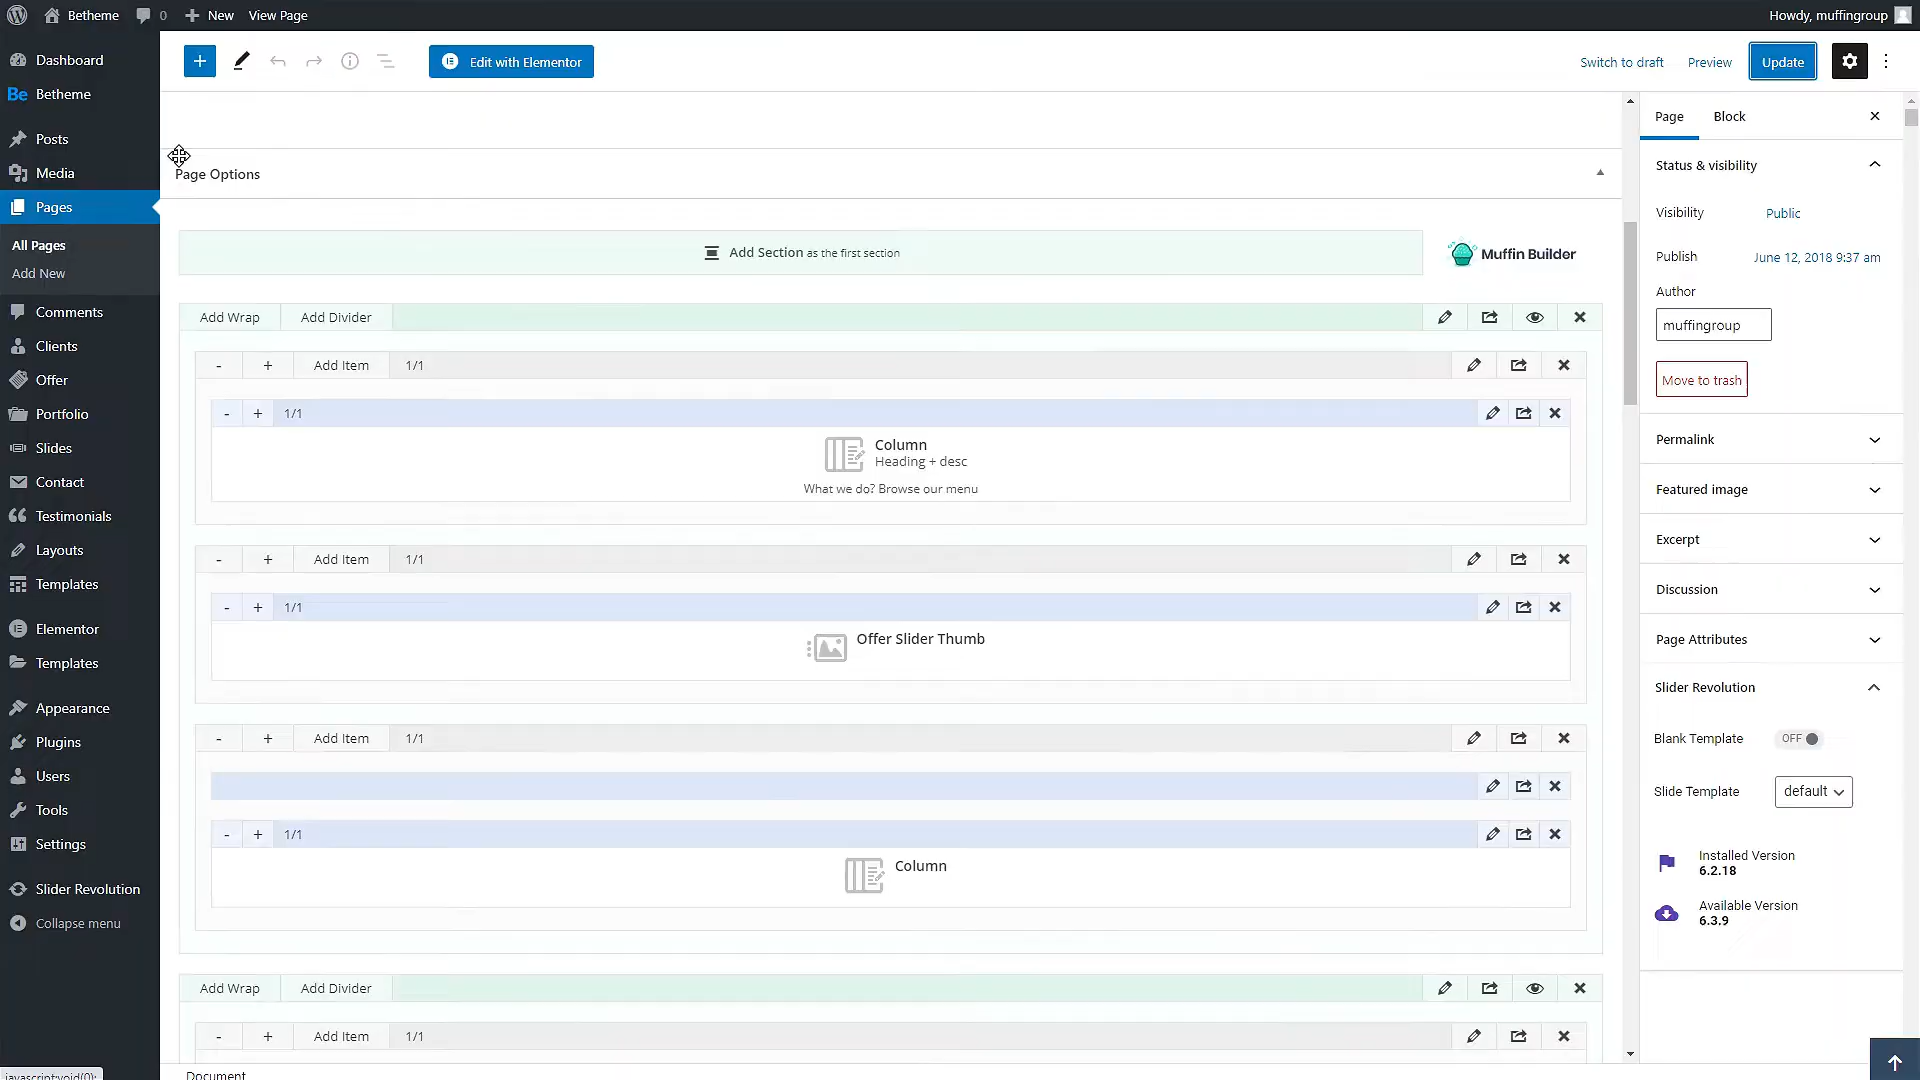 Betheme
0
New
View Page
Howdy, muffingroup
Dashboard
Be Betheme
Posts
Media
Pages
All Pages
Add New
Comments
Clients
Offer
Portfolio
Slides
Contact
Testimonials
Layouts
Templates
Elementor
Templates
Appearance
Plugins
Users
Tools
Settings
Slider Revolution
Collapse menu
javascript:void(0);
Edit with Elementor
Switch to draft
Preview
Update
Page Options
Add Section as the first section
Muffin Builder
Add Wrap
Add Divider
- + Add Item 1/1
- + 1/1
Column
Heading + desc
What we do? Browse our menu
- + Add Item 1/1
- + 1/1
Offer Slider Thumb
- + Add Item 1/1
- + 1/1
Column
Add Wrap
Add Divider
- + Add Item 1/1
Document
Page
Block
Status & visibility
Visibility
Public
Publish
June 12, 2018 9:37 am
Author
muffingroup
Move to trash
Permalink
Featured image
Excerpt
Discussion
Page Attributes
Slider Revolution
Blank Template
OFF
Slide Template
default
Installed Version
6.2.18
Available Version
6.3.9